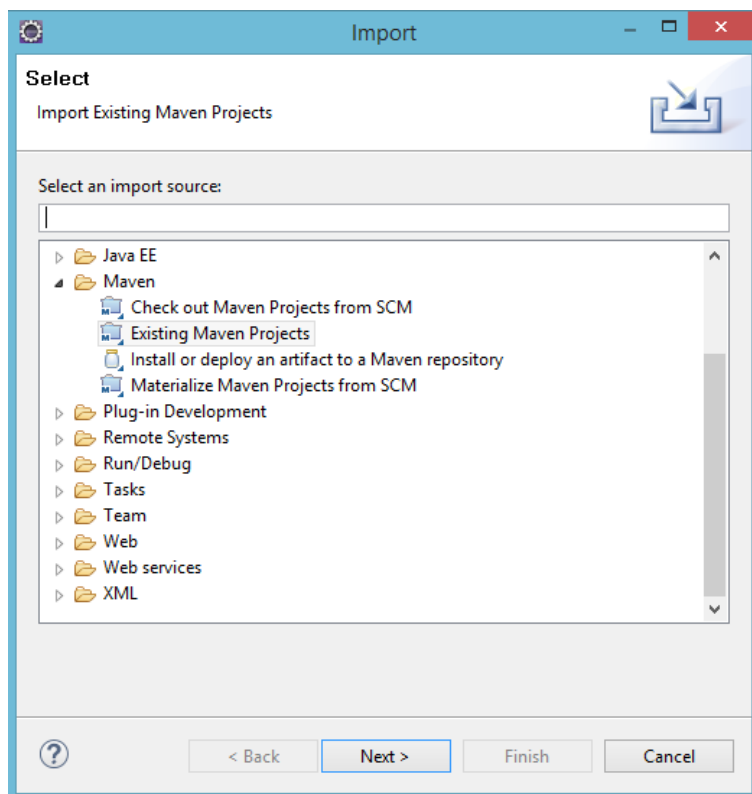 Import
Select
Import Existing Maven Projects
Select an import source:
Java EE
Maven
Check out Maven Projects from SCM
Existing Maven Projects
Install or deploy an artifact to a Maven repository
Materialize Maven Projects from SCM
Plug-in Development
Remote Systems
Run/Debug
Tasks
Team
Web
Web services
XML
? < Back Next > Finish Cancel